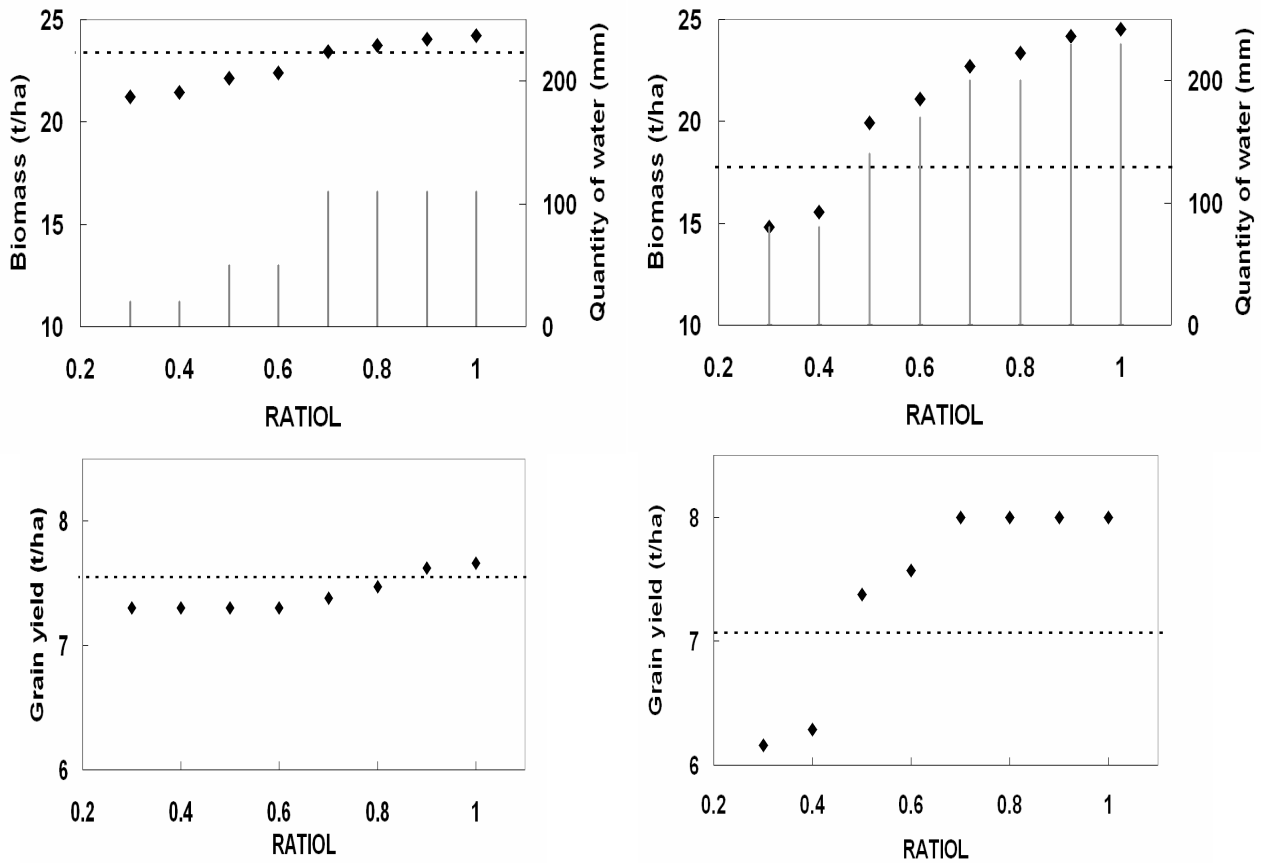 25
20
15
10
Biomass (t/ha)
200
100
0
Quantity of water (mm)
0.2 0.4 0.6 0.8 1
RATIOL
25
20
15
10
Biomass (t/ha)
200
100
0
Quantity of water (mm)
0.2 0.4 0.6 0.8 1
RATIOL
8
7
6
Grain yield (t/ha)
0.2 0.4 0.6 0.8 1
RATIOL
8
7
6
Grain yield (t/ha)
0.2 0.4 0.6 0.8 1
RATIOL